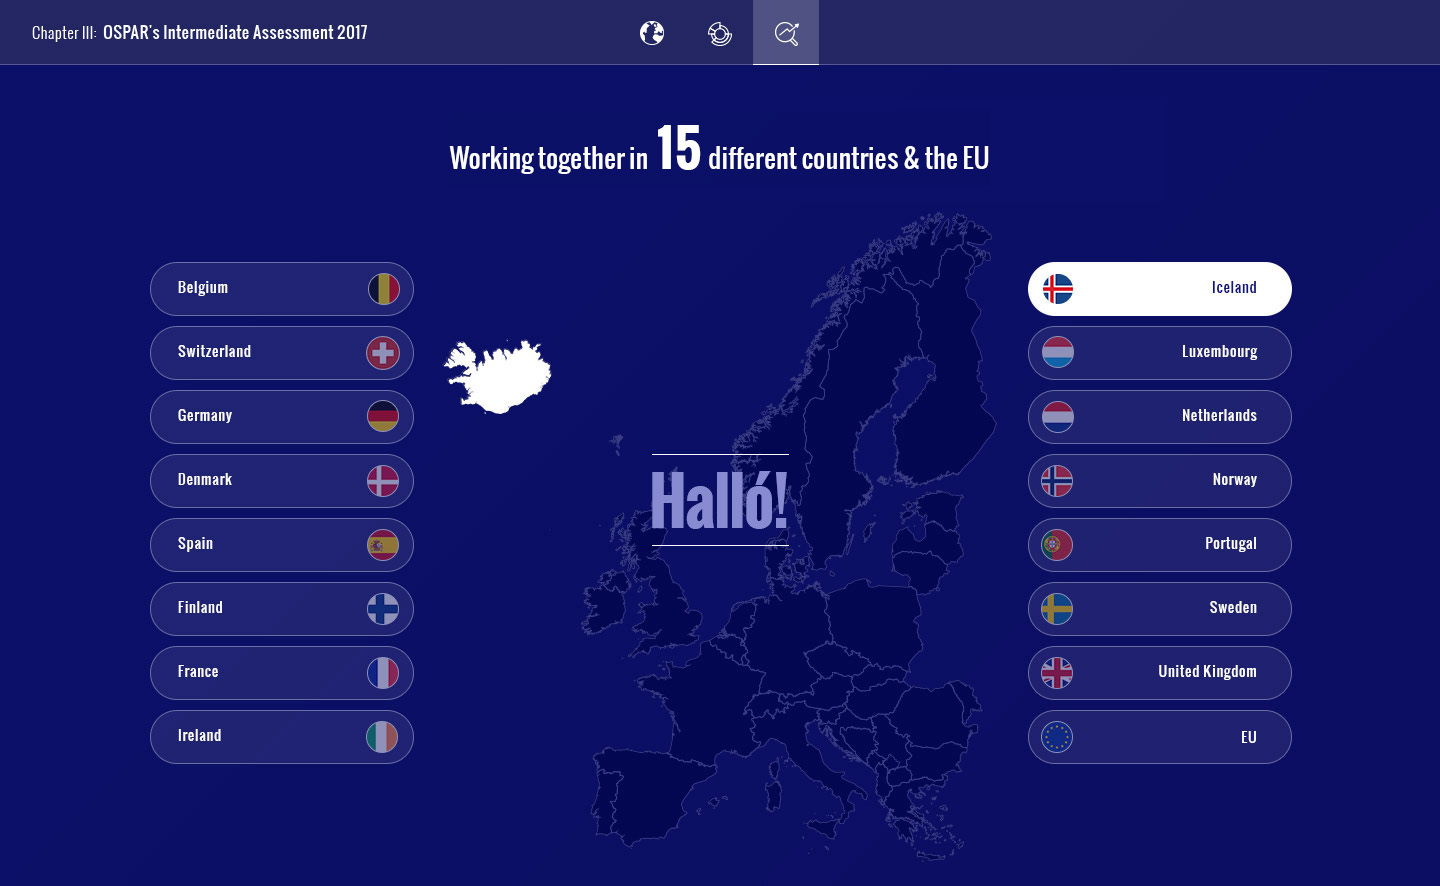 Chapter III: OSPAR's Intermediate Assessment 2017
Working together in 15 different countries & the EU
Belgium
Switzerland
Germany
Denmark
Spain
Finland
France
Ireland
Halló!
Iceland
Luxembourg
Netherlands
Norway
Portugal
Sweden
United Kingdom
EU